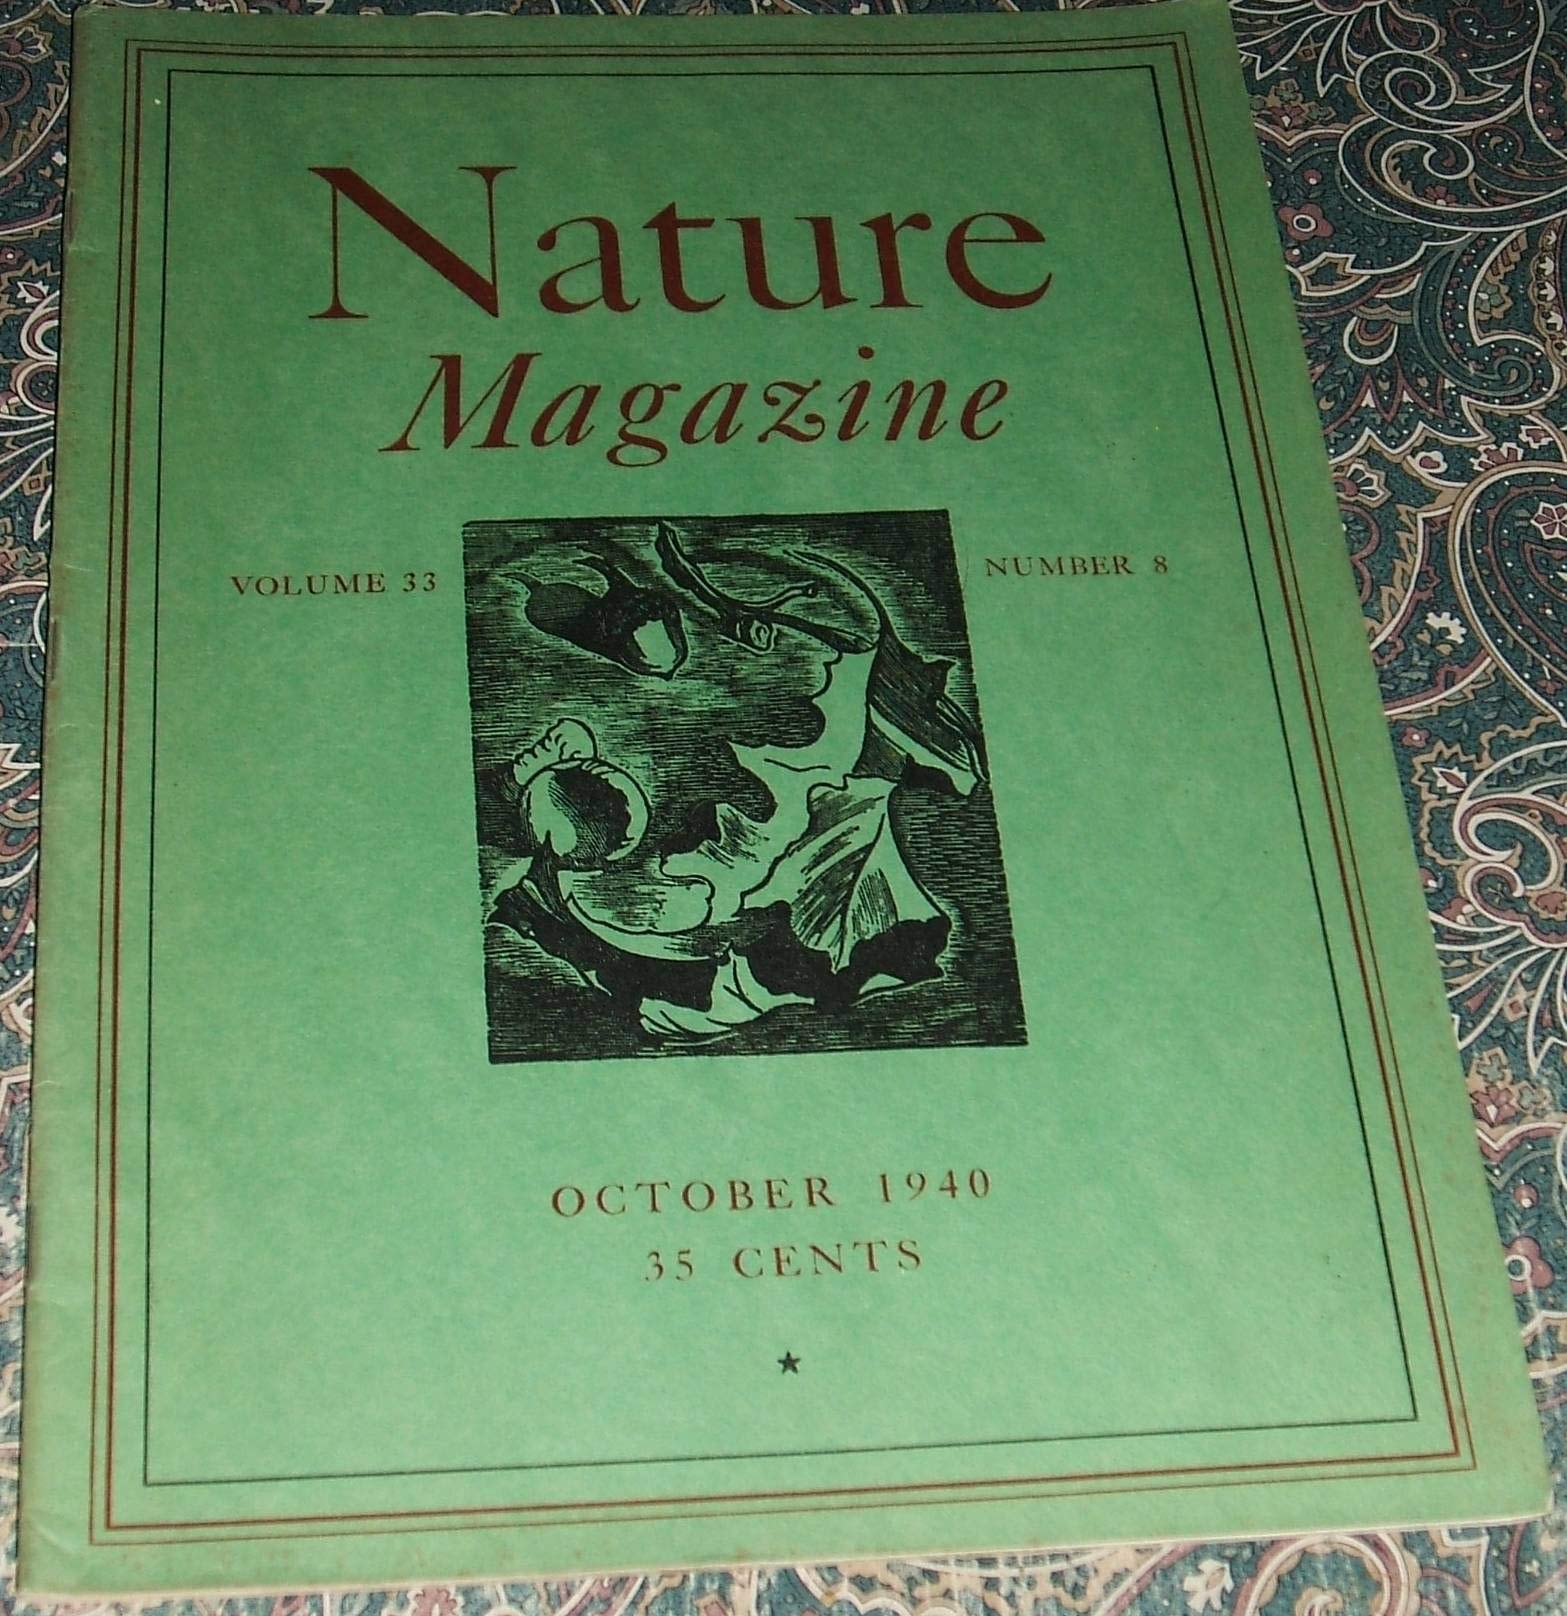 Nature
Magazine
VOLUME 33
NUMBER 8
OCTOBER 1940
35 CENTS